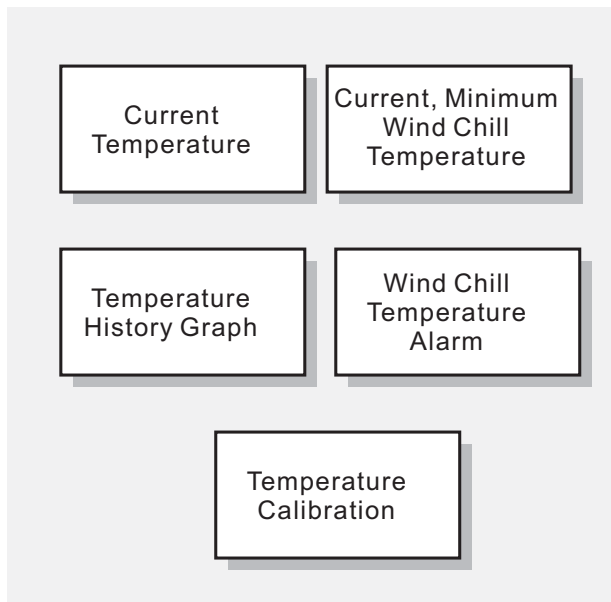 Current
Temperature
Current, Minimum
Wind Chill
Temperature
Temperature
History Graph
Wind Chill
Temperature
Alarm
Temperature
Calibration